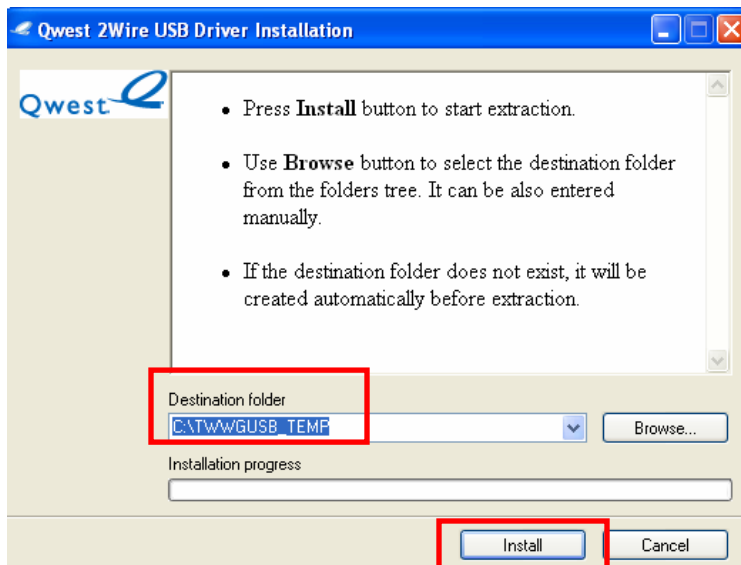 Qwest 2Wire USB Driver Installation
Qwest
• Press Install button to start extraction.
• Use Browse button to select the destination folder
from the folders tree. It can be also entered
manually.
• If the destination folder does not exist, it will be
created automatically before extraction.
Destination folder
C:\TWWGUSB_TEMP
Browse...
Installation progress
Install
Cancel